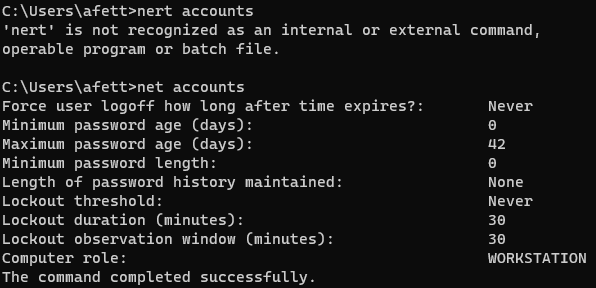 C:\Users\afett>nert accounts
'nert' is not recognized as an internal or external command,
operable program or batch file.
C:\Users\afett>net accounts
Force user logoff how long after time expires?: Never
Minimum password age (days): 0
Maximum password age (days): 42
Minimum password length: 0
Length of password history maintained: None
Lockout threshold: Never
Lockout duration (minutes): 30
Lockout observation window (minutes): 30
Computer role: WORKSTATION
The command completed successfully.